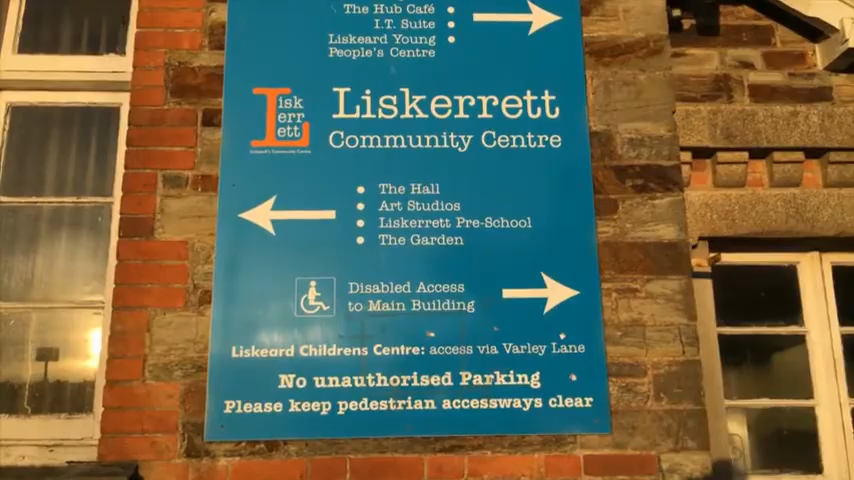 The Hub Café
I.T. Suite
Liskeard Young
People's Centre
Lisk
err
ett
Liskerrett
Community Centre
The Hall
Art Studios
Liskerrett Pre-School
The Garden
Disabled Access
to Main Building
Liskeard Childrens Centre: access via Varley Lane
No unauthorised Parking
Please keep pedestrian accessways clear